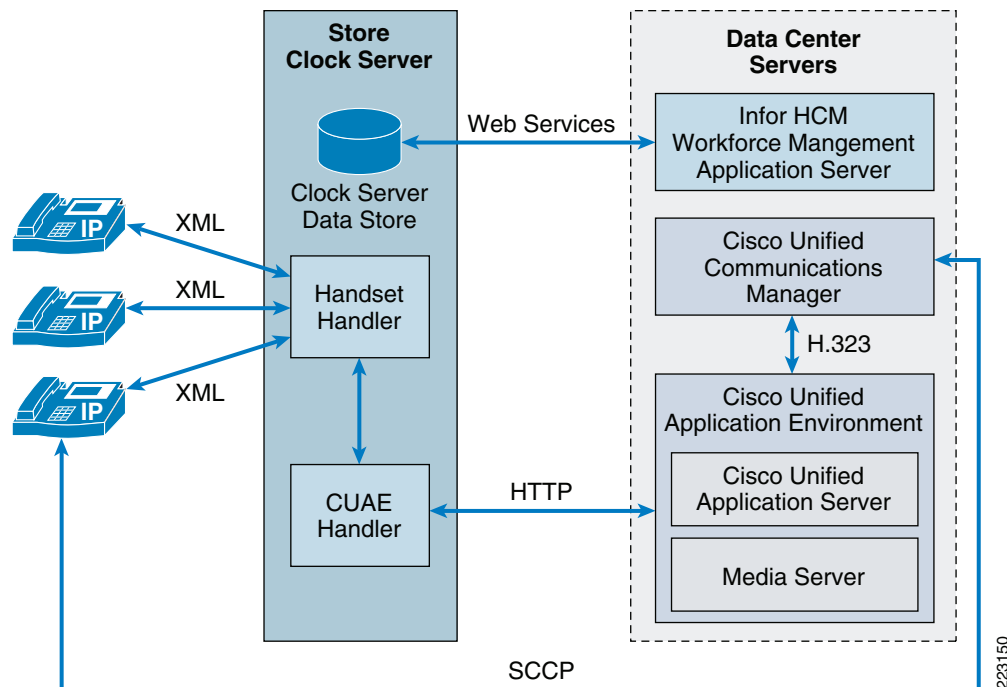 Store
Clock Server
Data Center
Servers
Infor HCM
Workforce Mangement
Application Server
Web Services
Clock Server
Data Store
IP
XML
Cisco Unified
Communications
Manager
XML
IP
Handset
Handler
H.323
IP
XML
Cisco Unified
Application Environment
Cisco Unified
Application Server
HTTP
CUAE
Handler
Media Server
SCCP
223150